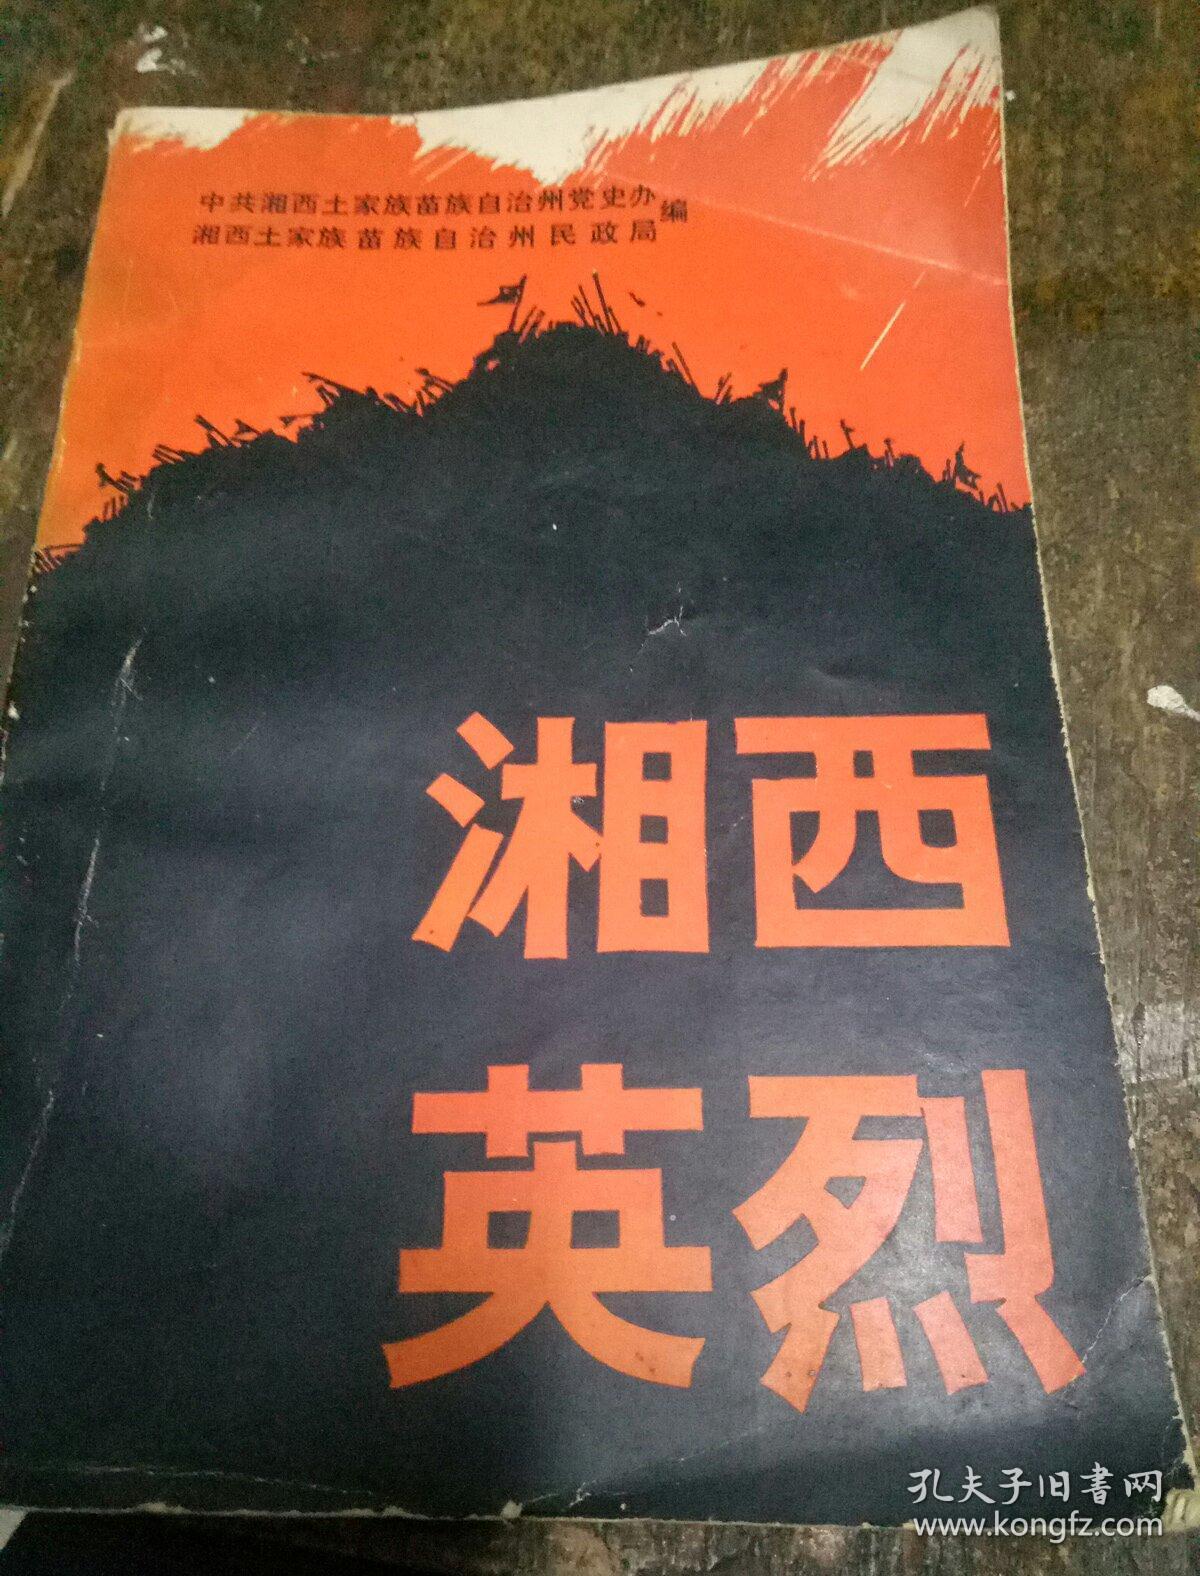 中共湘西土家族苗族自治州党史办
湘西土家族苗族自治州民政局
编
湘西
英烈
孔夫子旧書网
www.kongfz.com